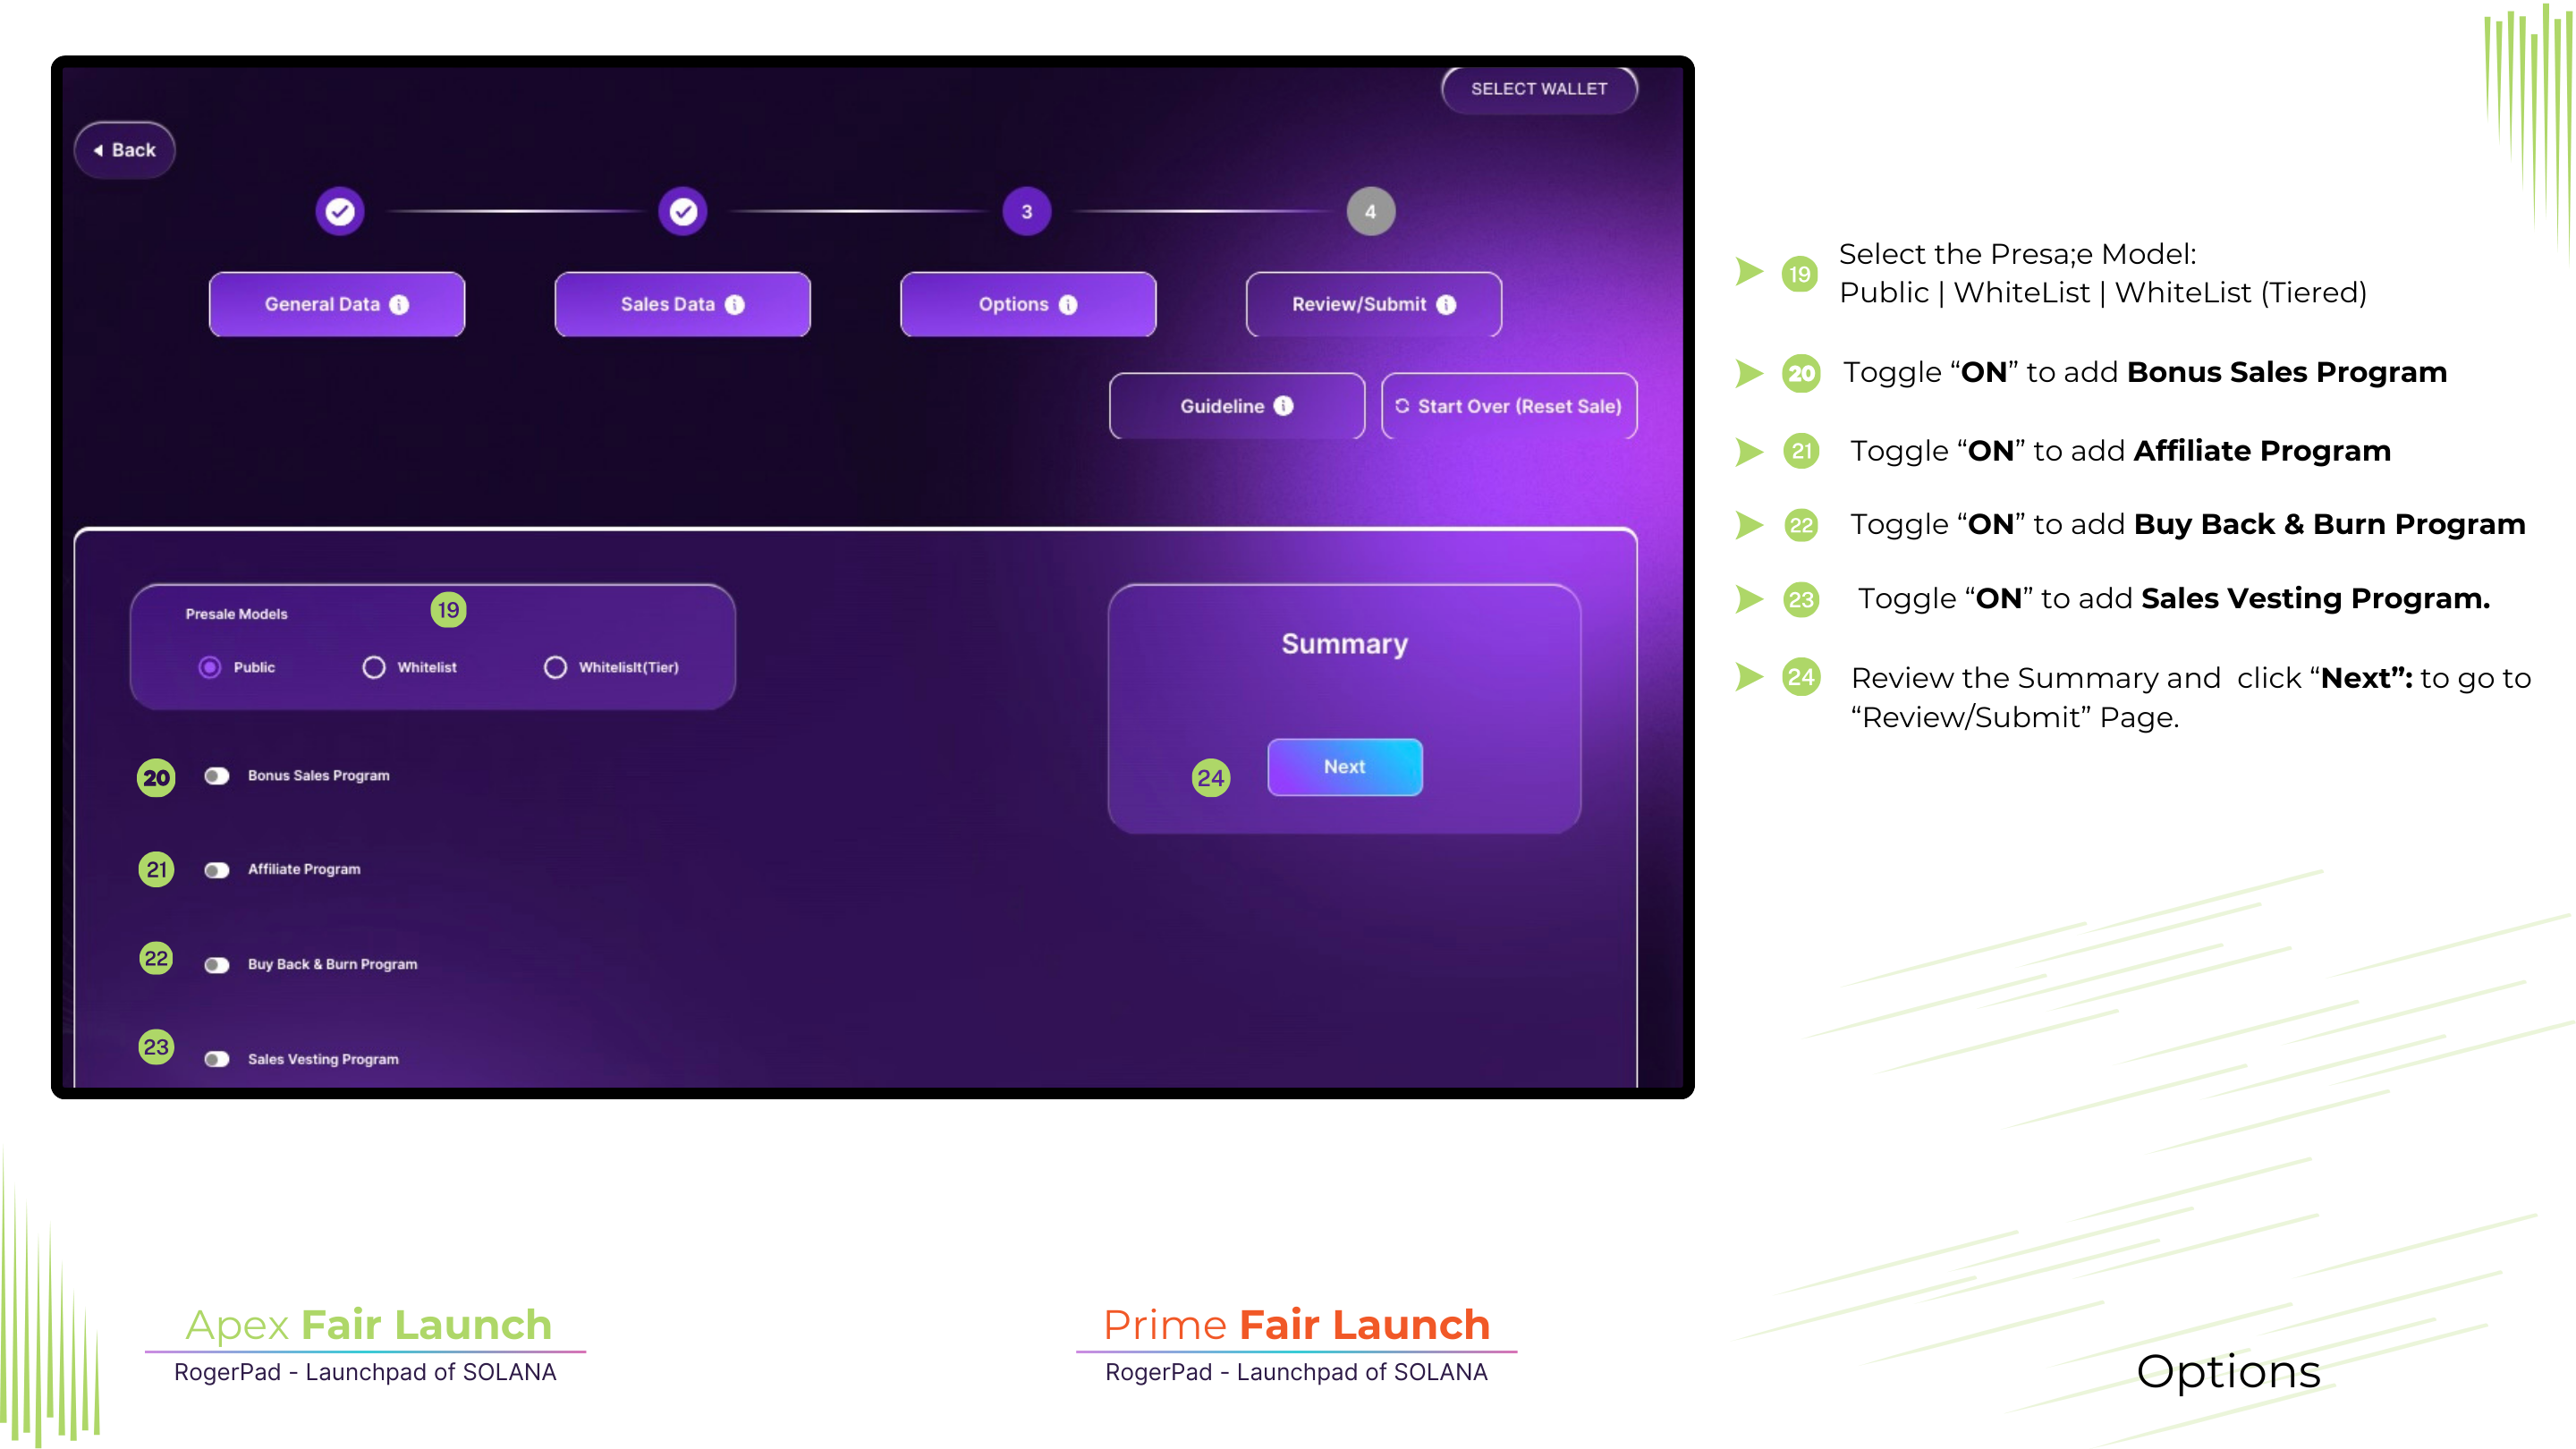 SELECT WALLET
Back
3
4
General Data
Sales Data
Options
Review/Submit
Guideline
Start Over (Reset Sale)
Presale Models
19
Public
Whitelist
Whitelislt(Tier)
Summary
24
Next
20
Bonus Sales Program
21
Affiliate Program
22
Buy Back & Burn Program
23
Sales Vesting Program
19
Select the Presa;e Model:
Public | WhiteList | WhiteList (Tiered)
20 Toggle “ON” to add Bonus Sales Program
21 Toggle “ON” to add Affiliate Program
22 Toggle “ON” to add Buy Back & Burn Program
23 Toggle “ON” to add Sales Vesting Program.
24 Review the Summary and click “Next”: to go to
“Review/Submit” Page.
Apex Fair Launch
RogerPad - Launchpad of SOLANA
Prime Fair Launch
RogerPad - Launchpad of SOLANA
Options